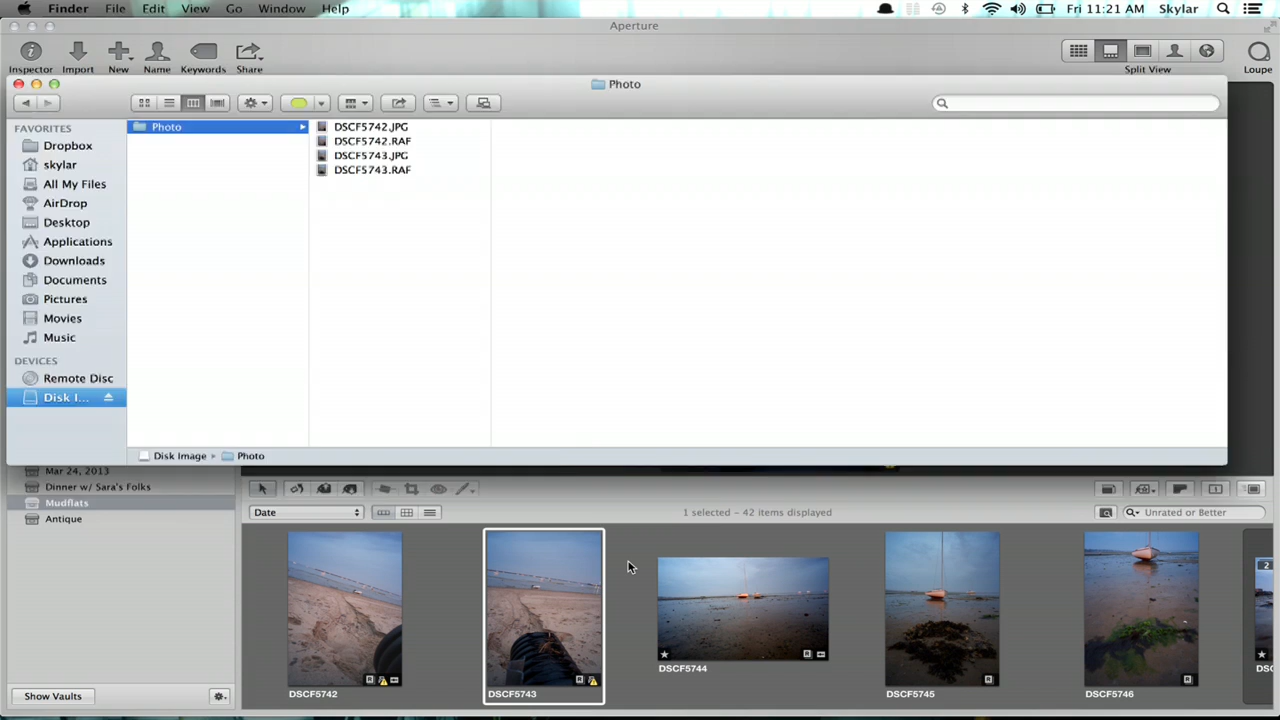 Finder File Edit View Go Window Help Fri 11:21 AM Skylar
Aperture
Inspector Import New Name Keywords Share Split View Loupe
Photo
FAVORITES
Dropbox
skylar
All My Files
AirDrop
Desktop
Applications
Downloads
Documents
Pictures
Movies
Music
DEVICES
Remote Disc
Disk I...
Photo
DSCF5742.JPG
DSCF5742.RAF
DSCF5743.JPG
DSCF5743.RAF
Disk Image Photo
Mar 24, 2013
Dinner w/ Sara's Folks
Mudflats
Antique
Show Vaults
Date 1 selected – 42 items displayed Unrated or Better
2
DSCF5742 DSCF5743 DSCF5744 DSCF5745 DSCF5746